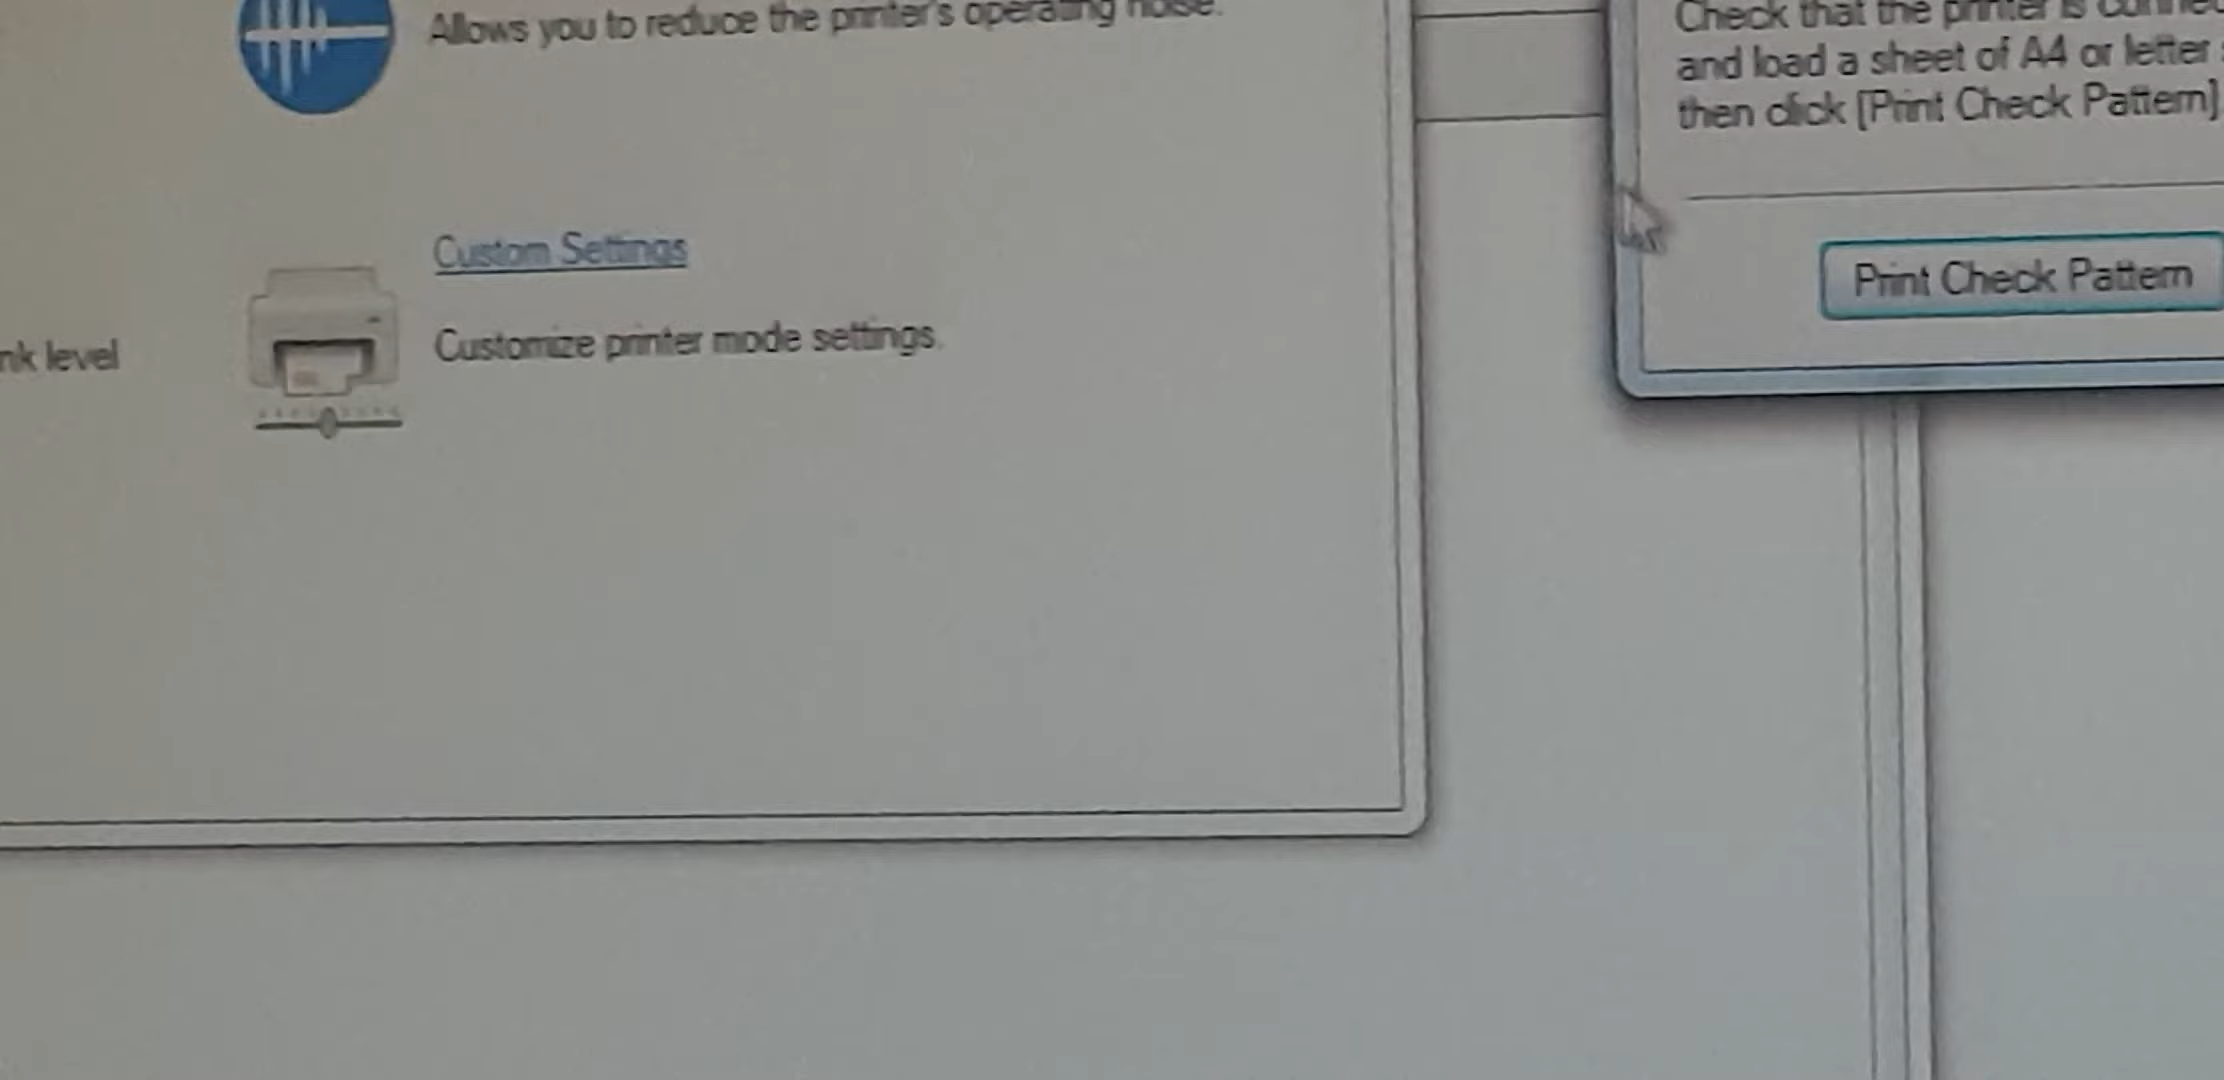 Allows you to reduce the printer's operating noise.
Custom Settings
Customize printer mode settings.
nk level
Check that the printer is
and load a sheet of A4 or letter
then click [Print Check Pattern]
Print Check Pattern